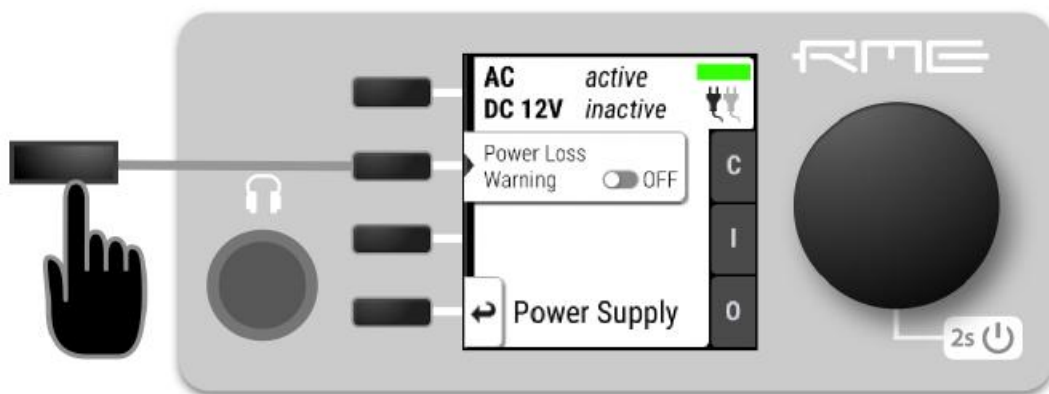 RME
AC active
DC 12V inactive
Power Loss
Warning OFF
C
I
Power Supply
O
2s